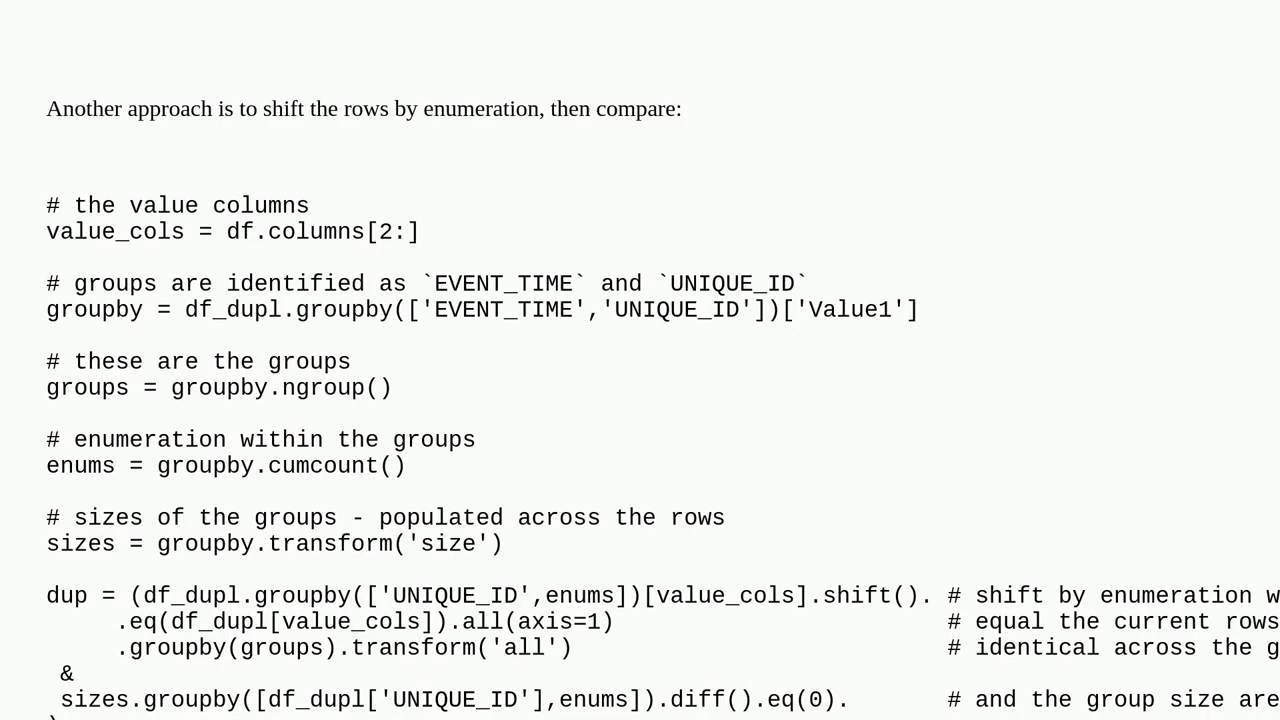 Another approach is to shift the rows by enumeration, then compare:
# the value columns
value_cols = df.columns[2:]
# groups are identified as `EVENT_TIME` and `UNIQUE_ID`
groupby = df_dupl.groupby(['EVENT_TIME','UNIQUE_ID'])['Value1']
# these are the groups
groups = groupby.ngroup()
# enumeration within the groups
enums = groupby.cumcount()
# sizes of the groups - populated across the rows
sizes = groupby.transform('size')
dup = (df_dupl.groupby(['UNIQUE_ID',enums])[value_cols].shift(). # shift by enumeration
.eq(df_dupl[value_cols]).all(axis=1) # equal the current rows
.groupby(groups).transform('all') # identical across the
&
sizes.groupby([df_dupl['UNIQUE_ID'],enums]).diff().eq(0). # and the group size are